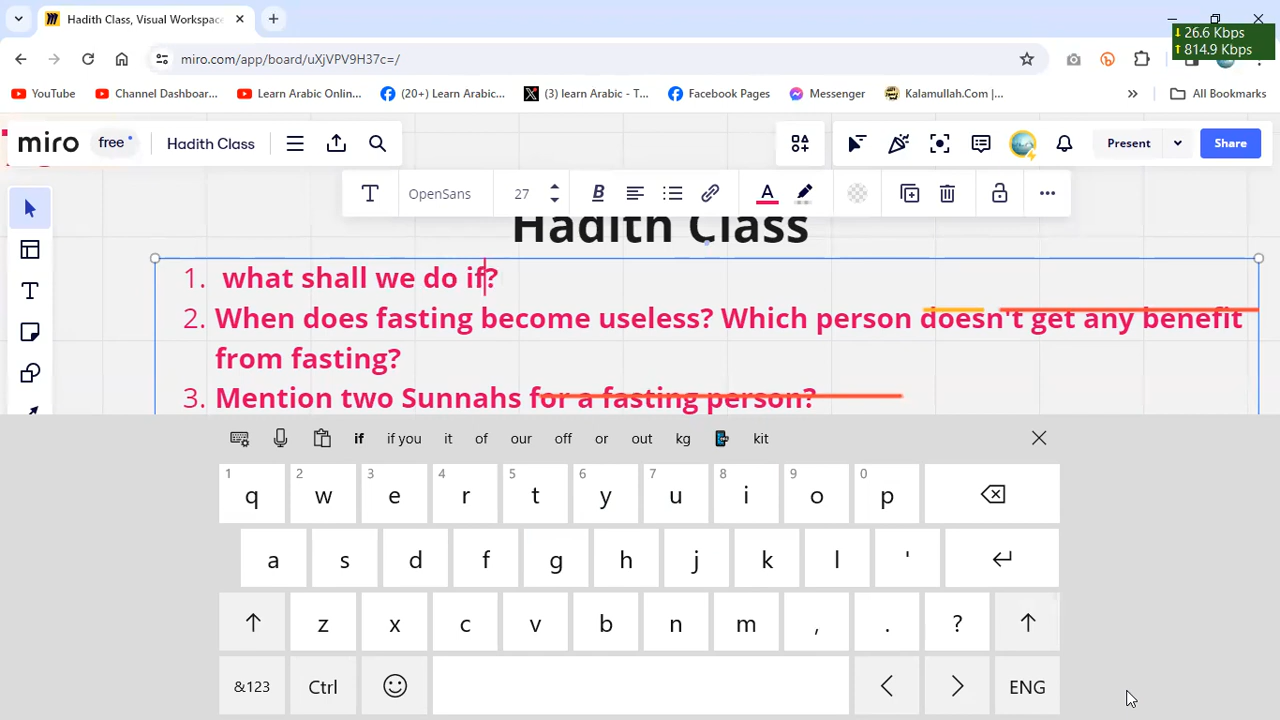 Hadith Class, Visual Workspace
26.6 Kbps
814.9 Kbps
miro.com/app/board/uXjVPV9H37c=/
YouTube Channel Dashboar... Learn Arabic Onlin... (20+) Learn Arabic... (3) learn Arabic - T... Facebook Pages Messenger Kalamullah.Com |... All Bookmarks
miro free Hadith Class Present Share
OpenSans 27 B A
Hadith Class
1. what shall we do if?
2. When does fasting become useless? Which person doesn't get any benefit
from fasting?
3. Mention two Sunnahs for a fasting person?
if if you it of our off or out kg kit
1 2 3 4 5 6 7 8 9 0
q w e r t y u i o p
a s d f g h j k l '
z x c v b n m , . ?
&123 Ctrl ENG